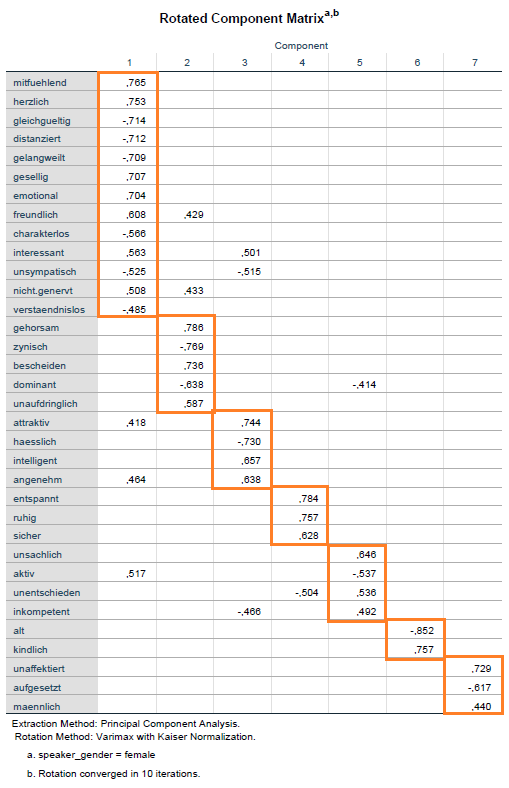 Rotated Component Matrixa,b
Component
1 2 3 4 5 6 7
mitfuehlend ,765
herzlich ,753
gleichgueltig -,714
distanziert -,712
gelangweilt -,709
gesellig ,707
emotional ,704
freundlich ,608 ,429
charakterlos -,566
interessant ,563 ,501
unsympatisch -,525 -,515
nicht.genervt ,508 ,433
verstaendnislos -,485
gehorsam ,786
zynisch -,769
bescheiden ,736
dominant -,638 -,414
unaufdringlich ,587
attraktiv ,418 ,744
haesslich -,730
intelligent ,657
angenehm ,464 ,638
entspannt ,784
ruhig ,757
sicher ,628
unsachlich ,646
aktiv ,517 -,537
unentschieden -,504 ,536
inkompetent -,466 ,492
alt -,852
kindlich ,757
unaffektiert ,729
aufgesetzt -,617
maennlich ,440
Extraction Method: Principal Component Analysis.
Rotation Method: Varimax with Kaiser Normalization.
a. speaker_gender = female
b. Rotation converged in 10 iterations.